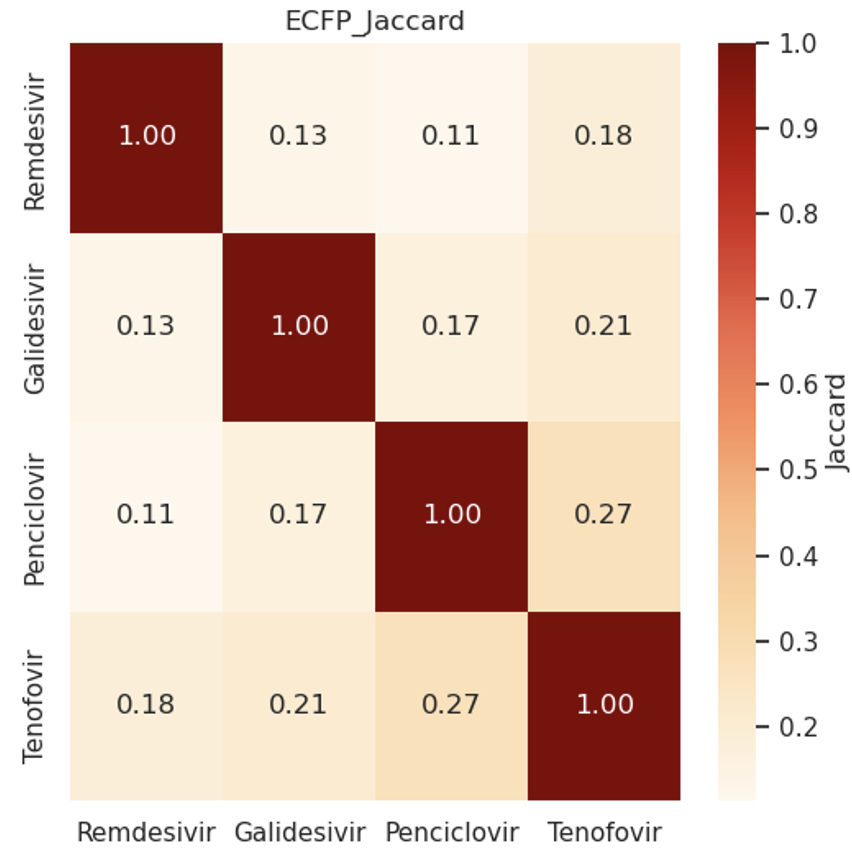 ECFP_Jaccard
Remdesivir 1.00 0.13 0.11 0.18
Galidesivir 0.13 1.00 0.17 0.21
Penciclovir 0.11 0.17 1.00 0.27
Tenofovir 0.18 0.21 0.27 1.00
Remdesivir Galidesivir Penciclovir Tenofovir
1.0
0.9
0.8
0.7
0.6
0.5
0.4
0.3
0.2
Jaccard